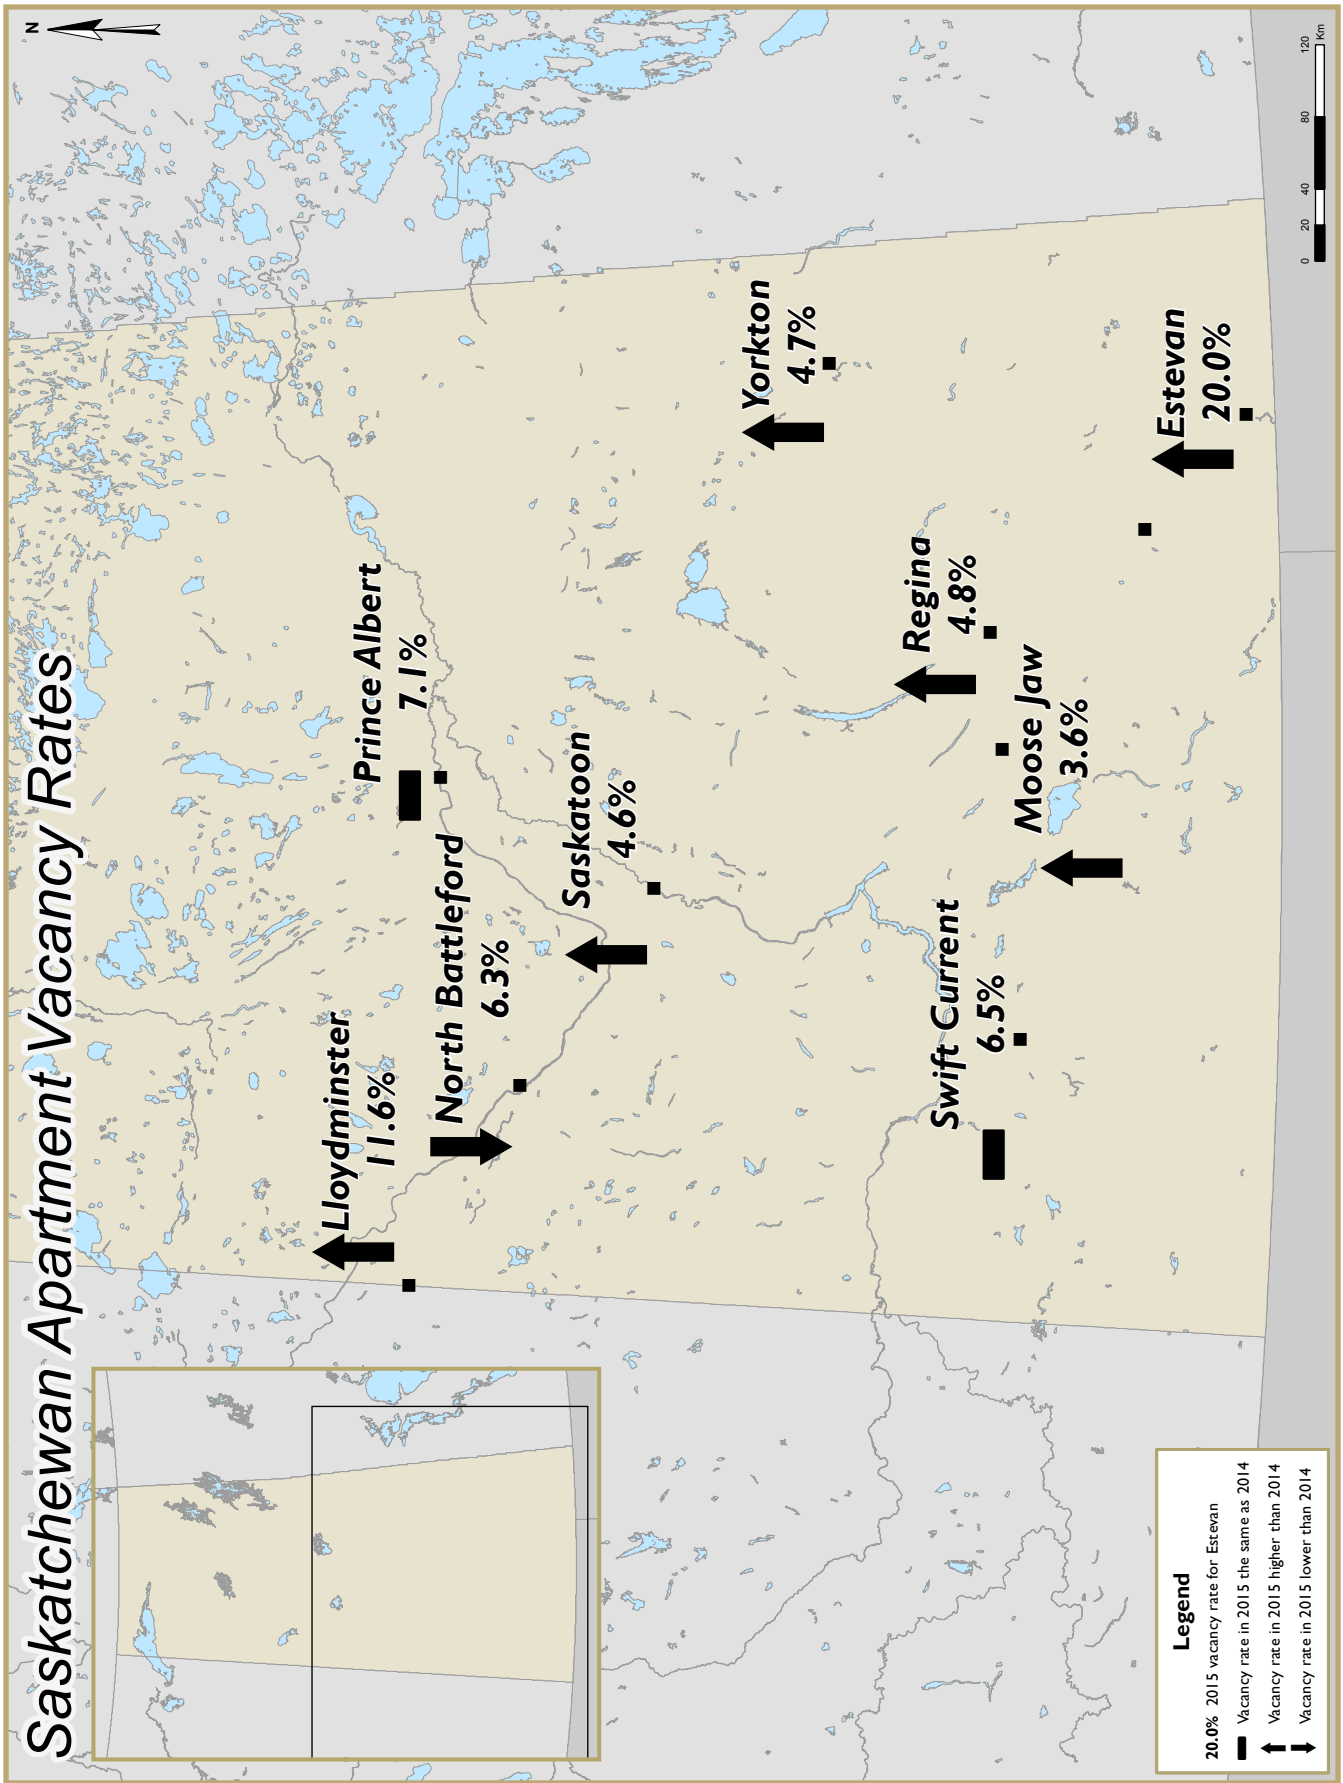 Saskatchewan Apartment Vacancy Rates
N
Lloydminster
11.6%
Prince Albert
7.1%
North Battleford
6.3%
Saskatoon
4.6%
Yorkton
4.7%
Regina
4.8%
Swift Current
6.5%
Moose Jaw
3.6%
Estevan
20.0%
Legend
20.0% 2015 vacancy rate for Estevan
Vacancy rate in 2015 the same as 2014
Vacancy rate in 2015 higher than 2014
Vacancy rate in 2015 lower than 2014
0 20 40 80 120
Km